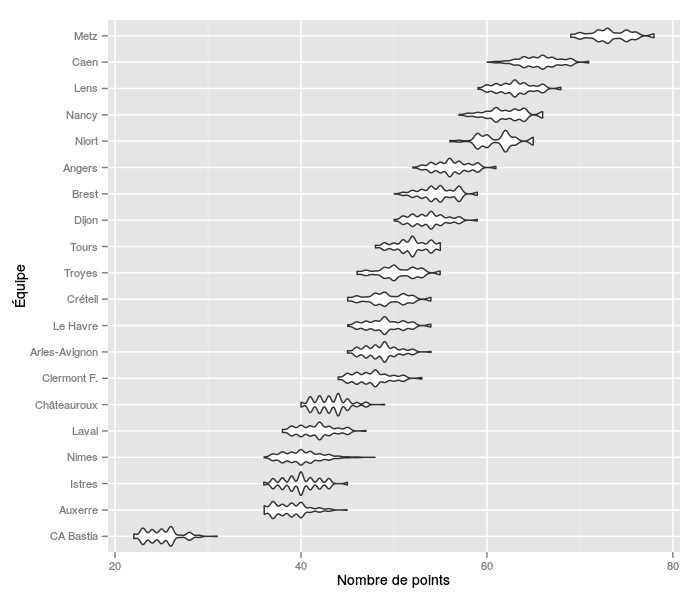 Équipe
Metz
Caen
Lens
Nancy
Niort
Angers
Brest
Dijon
Tours
Troyes
Créteil
Le Havre
Arles-Avignon
Clermont F.
Châteauroux
Laval
Nimes
Istres
Auxerre
CA Bastia
20 40 60 80
Nombre de points